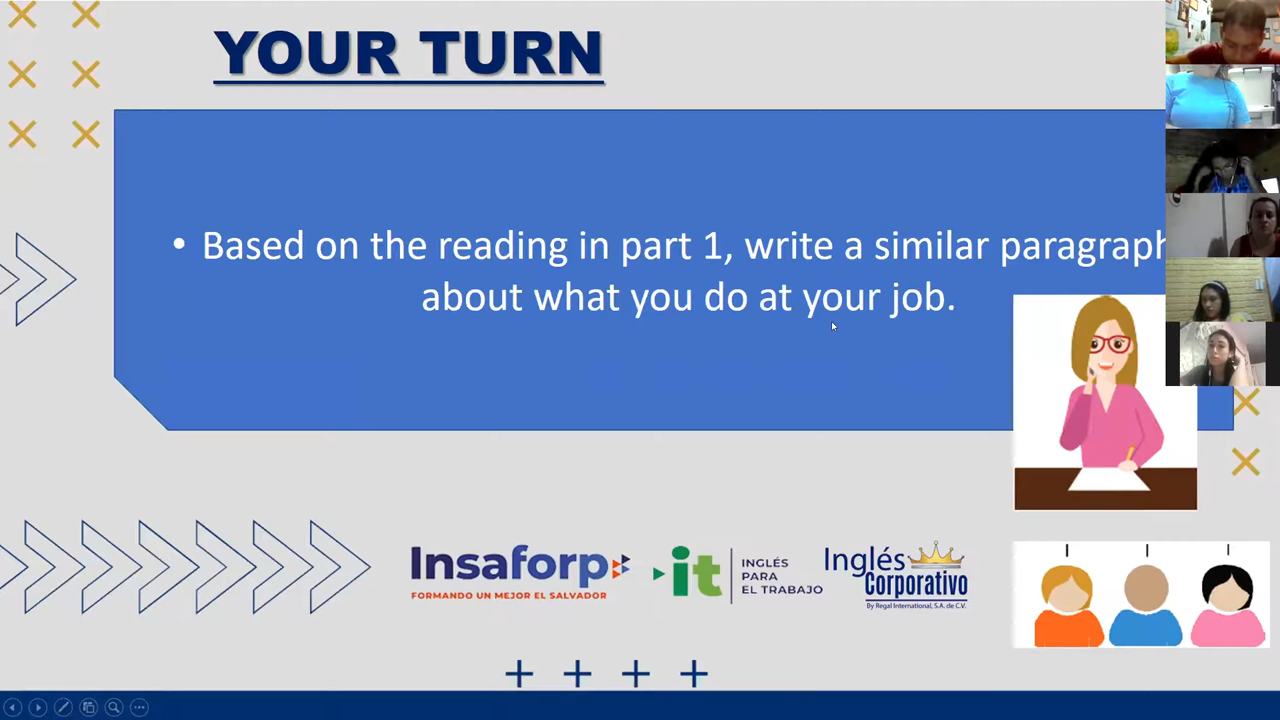 YOUR TURN
• Based on the reading in part 1, write a similar paragraph
about what you do at your job.
Insaforp
FORMANDO UN MEJOR EL SALVADOR
it
INGLÉS
PARA
EL TRABAJO
Inglés
Corporativo
By Regal International, S.A. de C.V.